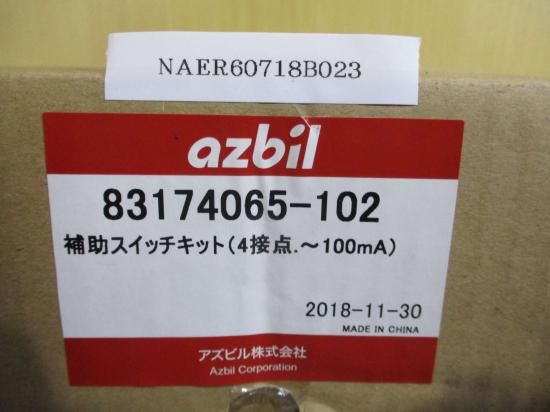 NAER60718B023
azbil
83174065-102
補助スイッチキット(4接点.～100mA)
2018-11-30
MADE IN CHINA
アズビル株式会社
Azbil Corporation